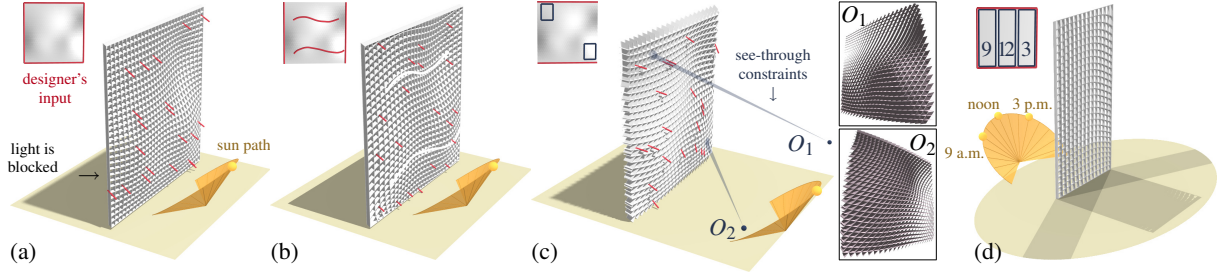 designer's
input
light is
blocked
→
sun path
(a)
(b)
see-through
constraints
↓
O₁
O₂
(c)
O₁
O₂
9 12 3
noon
3 p.m.
9 a.m.
(d)